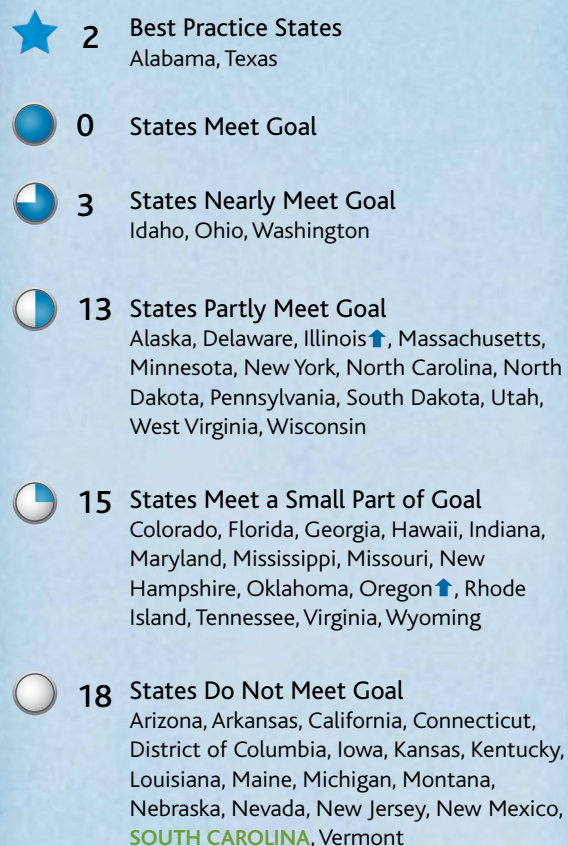 2 Best Practice States
Alabama, Texas
0 States Meet Goal
3 States Nearly Meet Goal
Idaho, Ohio, Washington
13 States Partly Meet Goal
Alaska, Delaware, Illinois⬆, Massachusetts,
Minnesota, New York, North Carolina, North
Dakota, Pennsylvania, South Dakota, Utah,
West Virginia, Wisconsin
15 States Meet a Small Part of Goal
Colorado, Florida, Georgia, Hawaii, Indiana,
Maryland, Mississippi, Missouri, New
Hampshire, Oklahoma, Oregon⬆, Rhode
Island, Tennessee, Virginia, Wyoming
18 States Do Not Meet Goal
Arizona, Arkansas, California, Connecticut,
District of Columbia, Iowa, Kansas, Kentucky,
Louisiana, Maine, Michigan, Montana,
Nebraska, Nevada, New Jersey, New Mexico,
SOUTH CAROLINA, Vermont